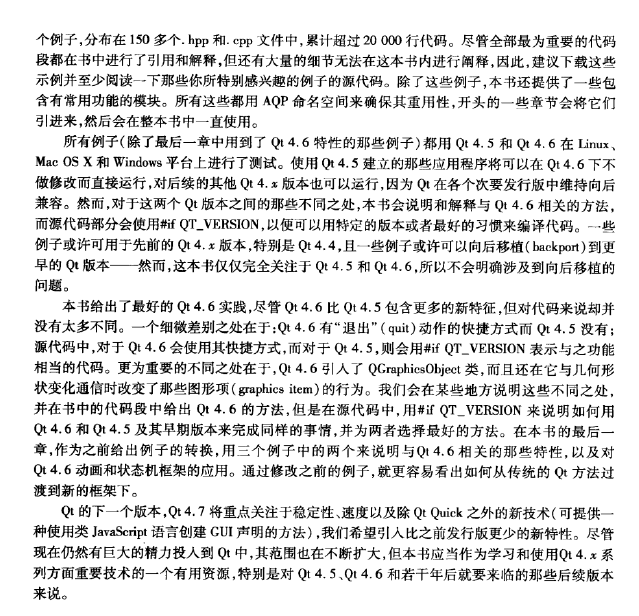 个例子,分布在 150 多个. hpp 和. cpp 文件中,累计超过 20 000 行代码。尽管全部最为重要的代码
段都在书中进行了引用和解释,但还有大量的细节无法在这本书内进行阐释,因此,建议下载这些
示例并至少阅读一下那些你所特别感兴趣的例子的源代码。除了这些例子,本书还提供了一些包
含有常用功能的模块。所有这些都用 AQP 命名空间来确保其重用性,开头的一些章节会将它们
引进来,然后会在整本书中一直使用。
所有例子(除了最后一章中用到了 Qt 4.6 特性的那些例子)都用 Qt 4.5 和 Qt 4.6 在 Linux、
Mac OS X 和 Windows 平台上进行了测试。使用 Qt 4.5 建立的那些应用程序将可以在 Qt 4.6 下不
做修改而直接运行,对后续的其他 Qt 4.x 版本也可以运行,因为 Qt 在各个次要发行版中维持向后
兼容。然而,对于这两个 Qt 版本之间的那些不同之处,本书会说明和解释与 Qt 4.6 相关的方法,
而源代码部分会使用#if QT_VERSION,以便可以用特定的版本或者最好的习惯来编译代码。一些
例子或许可用于先前的 Qt 4.x 版本,特别是 Qt 4.4,且一些例子或许可以向后移植(backport)到更
早的 Qt 版本——然而,这本书仅仅完全关注于 Qt 4.5 和 Qt 4.6,所以不会明确涉及到向后移植的
问题。
本书给出了最好的 Qt 4.6 实践,尽管 Qt 4.6 比 Qt 4.5 包含更多的新特征,但对代码来说却并
没有太多不同。一个细微差别之处在于:Qt 4.6 有“退出”(quit)动作的快捷方式而 Qt 4.5 没有;
源代码中,对于 Qt 4.6 会使用其快捷方式,而对于 Qt 4.5,则会用#if QT_VERSION 表示与之功能
相当的代码。更为重要的不同之处在于,Qt 4.6 引入了 QGraphicsObject 类,而且还在它与几何形
状变化通信时改变了那些图形项(graphics item)的行为。我们会在某些地方说明这些不同之处,
并在书中的代码段中给出 Qt 4.6 的方法,但是在源代码中,用#if QT_VERSION 来说明如何用
Qt 4.6 和 Qt 4.5 及其早期版本来完成同样的事情,并为两者选择最好的方法。在本书的最后一
章,作为之前给出例子的转换,用三个例子中的两个来说明与Qt 4.6 相关的那些特性,以及对
Qt 4.6 动画和状态机框架的应用。通过修改之前的例子,就更容易看出如何从传统的 Qt 方法过
渡到新的框架下。
Qt 的下一个版本,Qt 4.7 将重点关注于稳定性、速度以及除 Qt Quick 之外的新技术(可提供一
种使用类 JavaScript 语言创建 GUI 声明的方法),我们希望引入比之前发行版更少的新特性。尽管
现在仍然有巨大的精力投入到 Qt 中,其范围也在不断扩大,但本书应当作为学习和使用Qt 4.x 系
列方面重要技术的一个有用资源,特别是对 Qt 4.5、Qt 4.6 和若干年后就要来临的那些后续版本
来说。